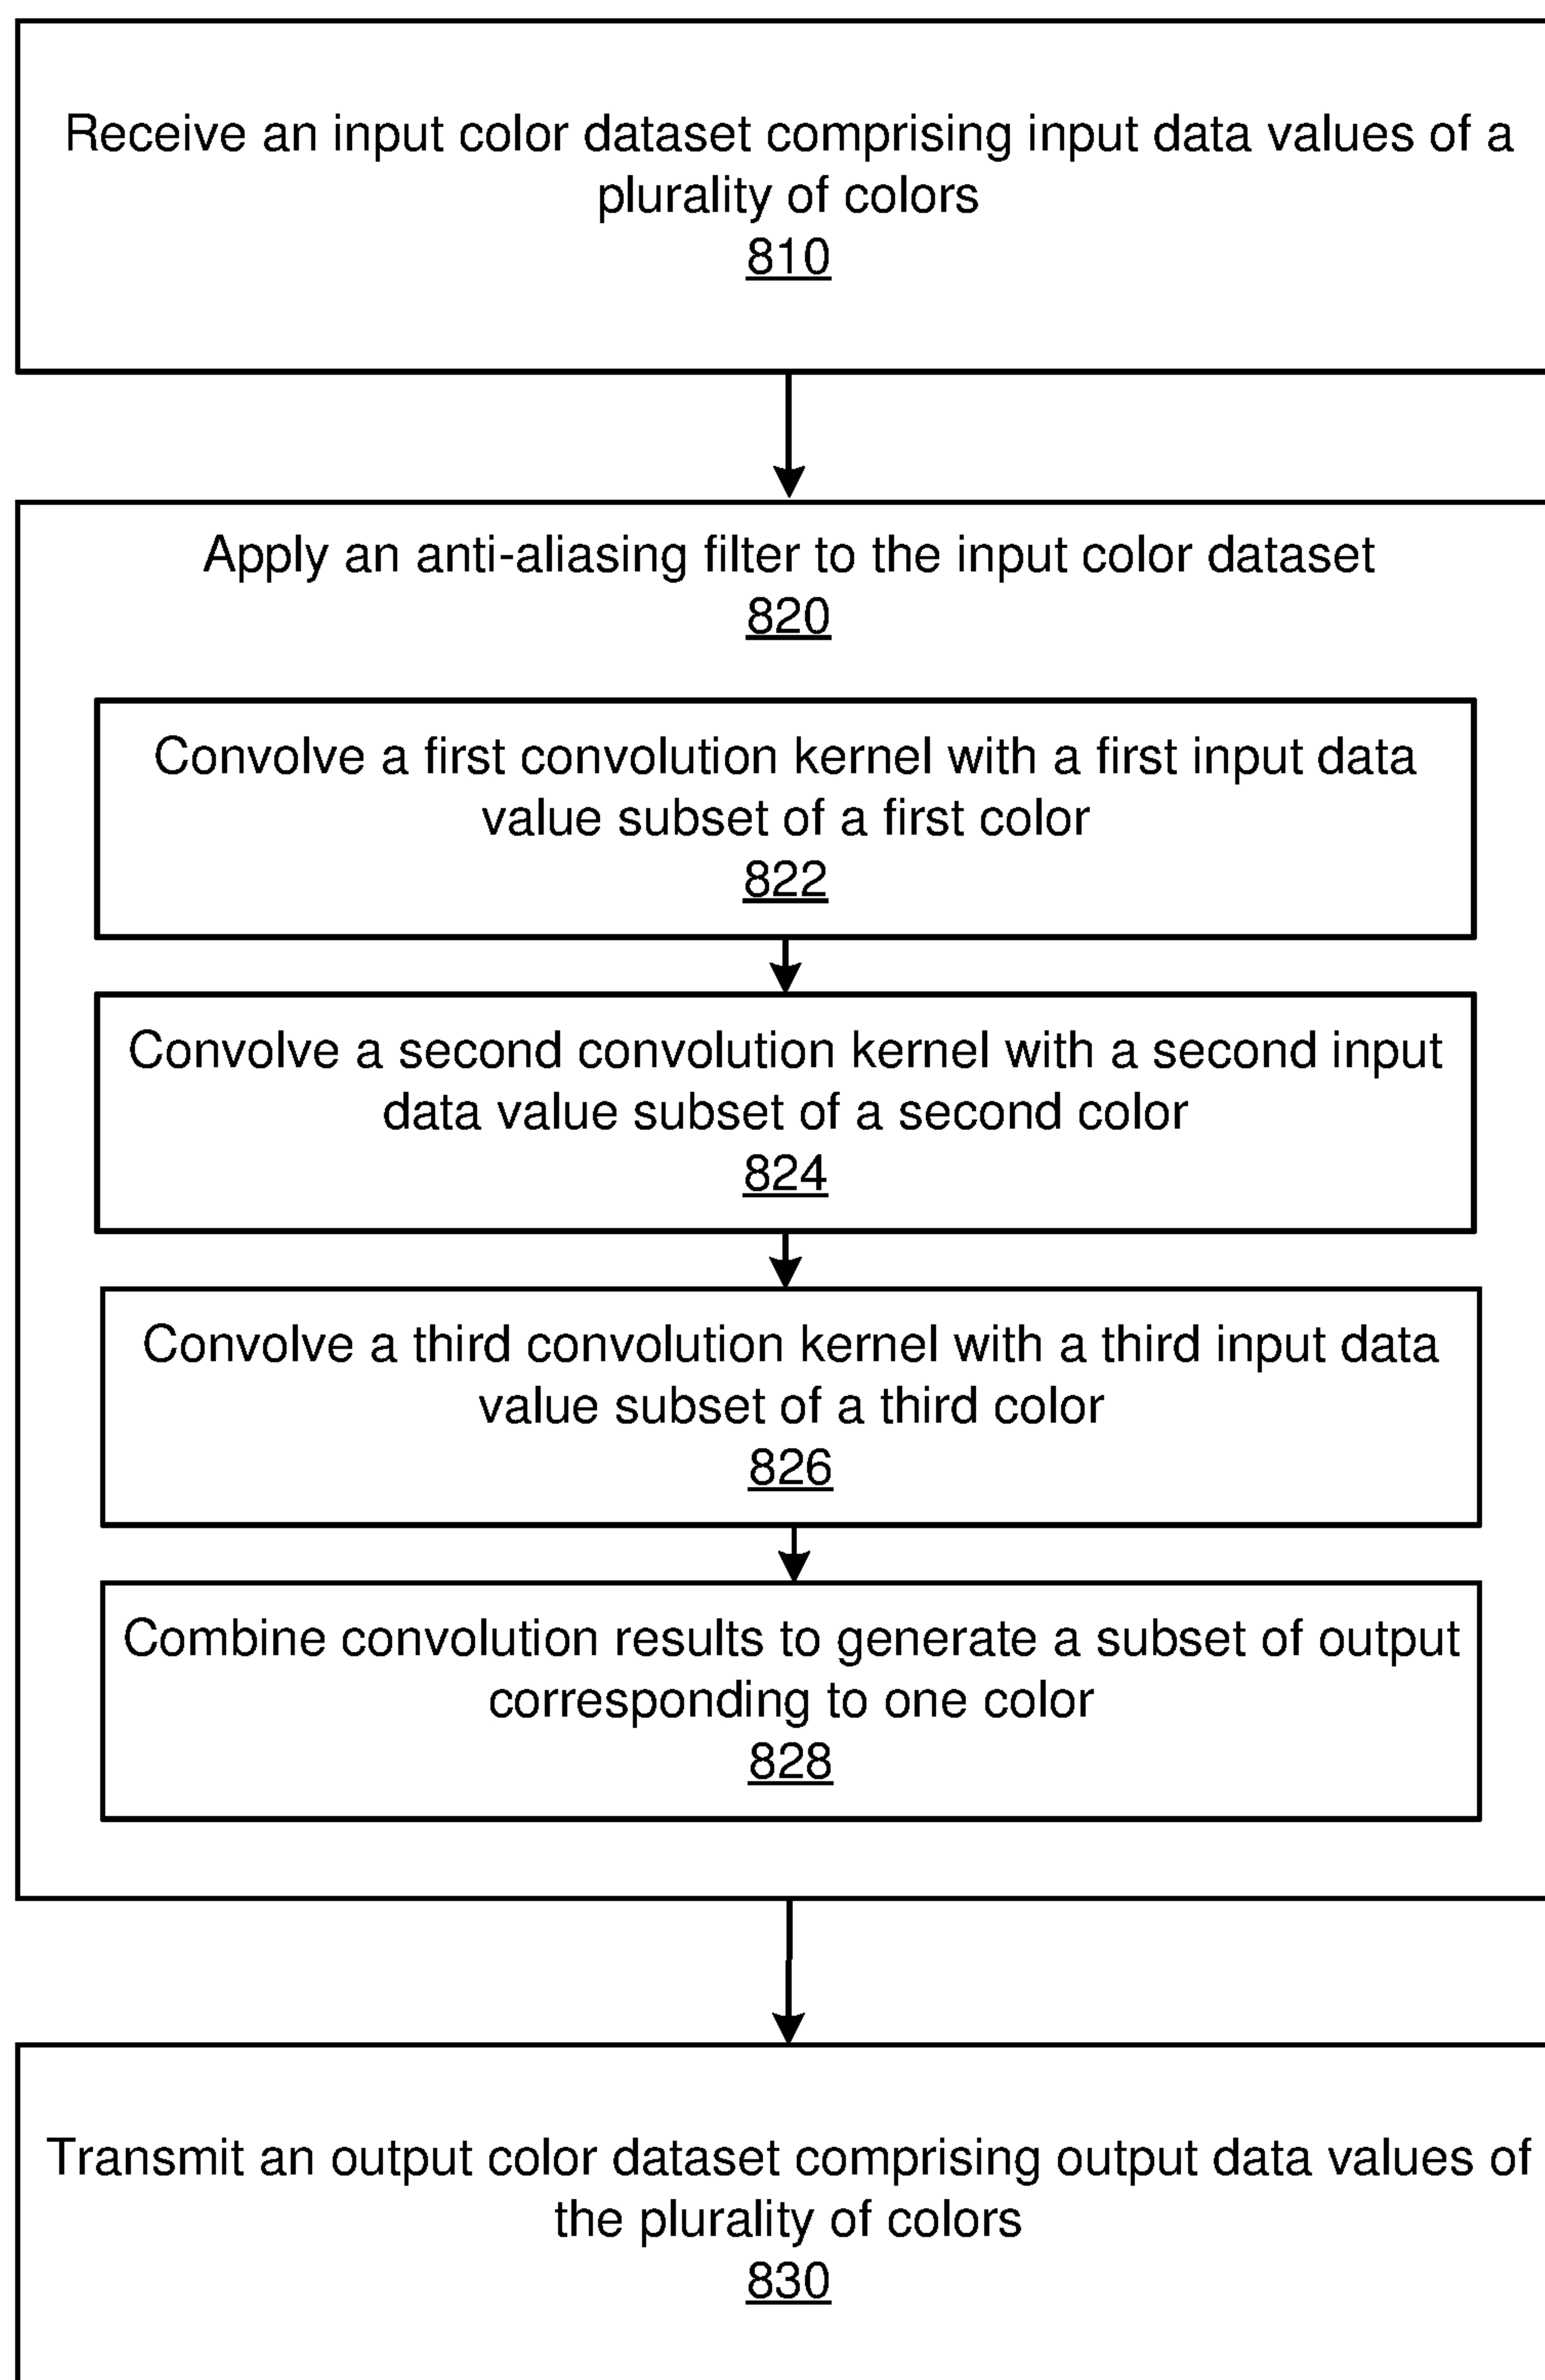 Receive an input color dataset comprising input data values of a
plurality of colors
810
Apply an anti-aliasing filter to the input color dataset
820
Convolve a first convolution kernel with a first input data
value subset of a first color
822
Convolve a second convolution kernel with a second input
data value subset of a second color
824
Convolve a third convolution kernel with a third input data
value subset of a third color
826
Combine convolution results to generate a subset of output
corresponding to one color
828
Transmit an output color dataset comprising output data values of
the plurality of colors
830